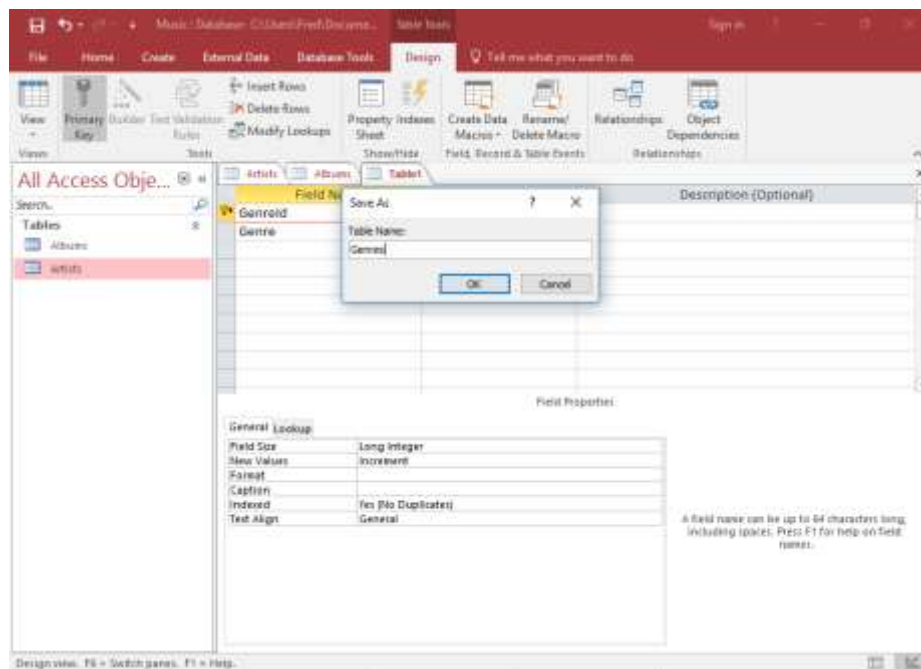 Music : Database- C:\Users\Fred\Docume...
Table Tools
Sign in
File
Home
Create
External Data
Database Tools
Design
Tell me what you want to do
View
Primary Key
Builder
Test Validation Rules
Insert Rows
Delete Rows
Modify Lookups
Property Sheet
Indexes
Create Data Macros
Rename/ Delete Macro
Relationships
Object Dependencies
Views
Tools
Show/Hide
Field, Record & Table Events
Relationships
All Access Obje...
Search..
Tables
Albums
Artists
Artists
Albums
Table1
Field
Description (Optional)
GenreId
Genre
Save As
?
Table Name:
Genres
OK
Cancel
Field Properties
General
Lookup
Field Size
Long Integer
New Values
Increment
Format
Caption
Indexed
Yes (No Duplicates)
Text Align
General
A field name can be up to 64 characters long,
including spaces. Press F1 for help on field
names.
Design view. F6 = Switch panes. F1 = Help.